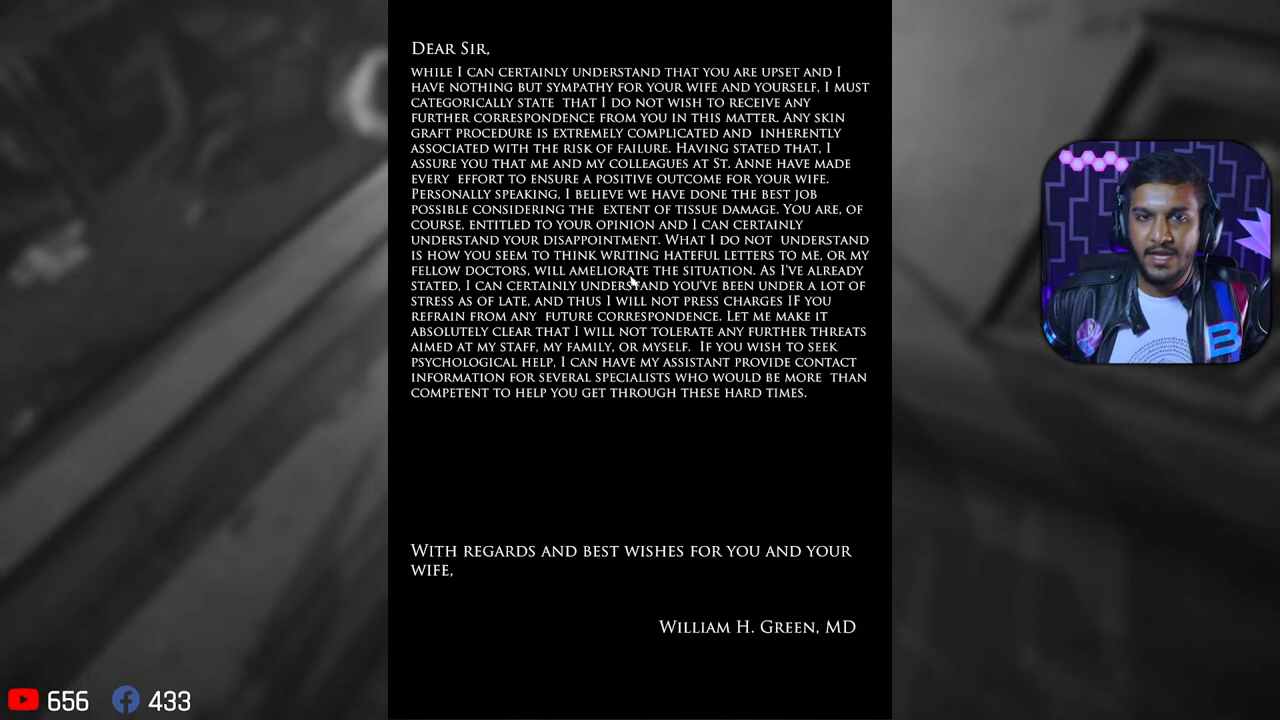 Dear Sir,
while I can certainly understand that you are upset and I
have nothing but sympathy for your wife and yourself, I must
categorically state that I do not wish to receive any
further correspondence from you in this matter. Any skin
graft procedure is extremely complicated and inherently
associated with the risk of failure. Having stated that, I
assure you that me and my colleagues at St. Anne have made
every effort to ensure a positive outcome for your wife.
Personally speaking, I believe we have done the best job
possible considering the extent of tissue damage. You are, of
course, entitled to your opinion and I can certainly
understand your disappointment. What I do not understand
is how you seem to think writing hateful letters to me, or my
fellow doctors, will ameliorate the situation. As I've already
stated, I can certainly understand you've been under a lot of
stress as of late, and thus I will not press charges IF you
refrain from any future correspondence. Let me make it
absolutely clear that I will not tolerate any further threats
aimed at my staff, my family, or myself. If you wish to seek
psychological help, I can have my assistant provide contact
information for several specialists who would be more than
competent to help you get through these hard times.
With regards and best wishes for you and your
wife,
William H. Green, MD
B
656 433